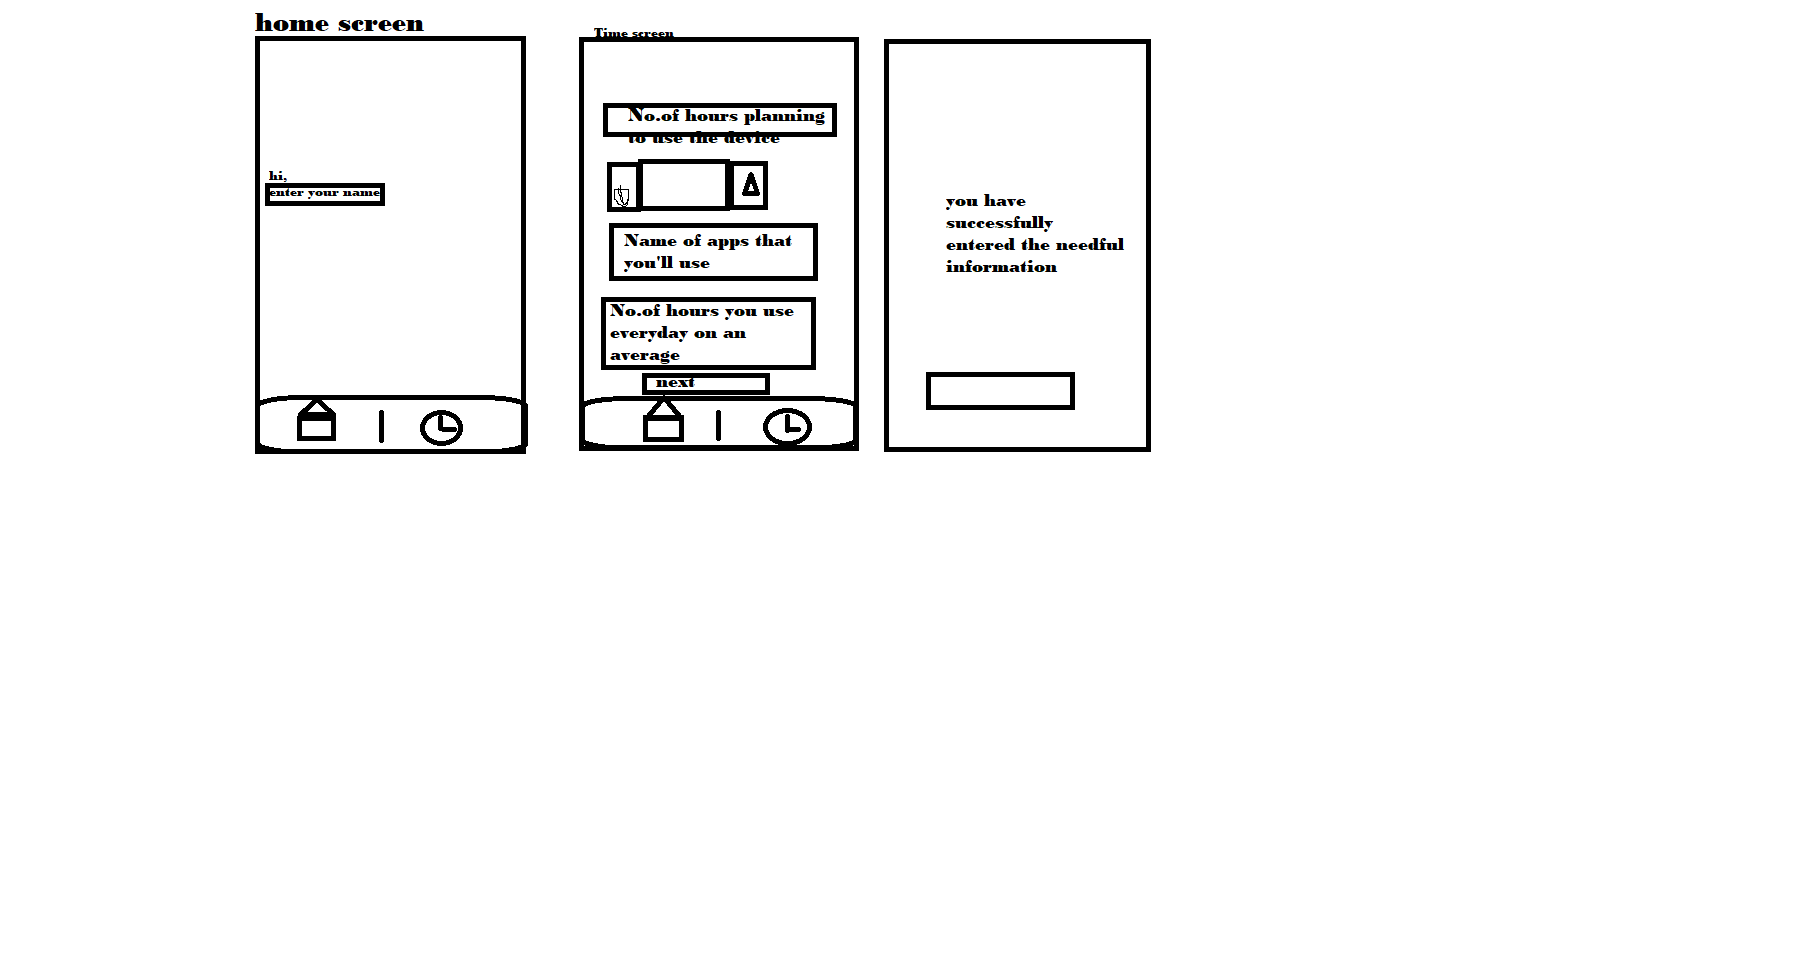 home screen
hi,
enter your name
Time screen
No.of hours planning
to use the device
Name of apps that
you'll use
No.of hours you use
everyday on an
average
next
you have
successfully
entered the needful
information